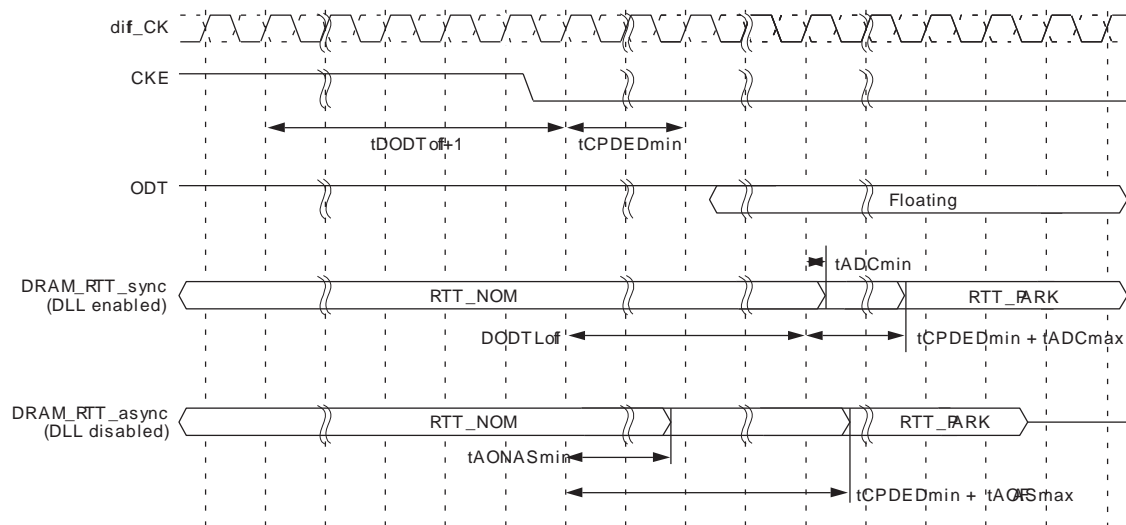 diff_CK
CKE
tDODToff+1
tCPDEDmin
ODT
Floating
tADCmin
DRAM_RTT_sync
(DLL enabled)
RTT_NOM
RTT_PARK
DODTLoff
tCPDEDmin + tADCmax
DRAM_RTT_async
(DLL disabled)
RTT_NOM
RTT_PARK
tAONASmin
tCPDEDmin + tAOFASmax